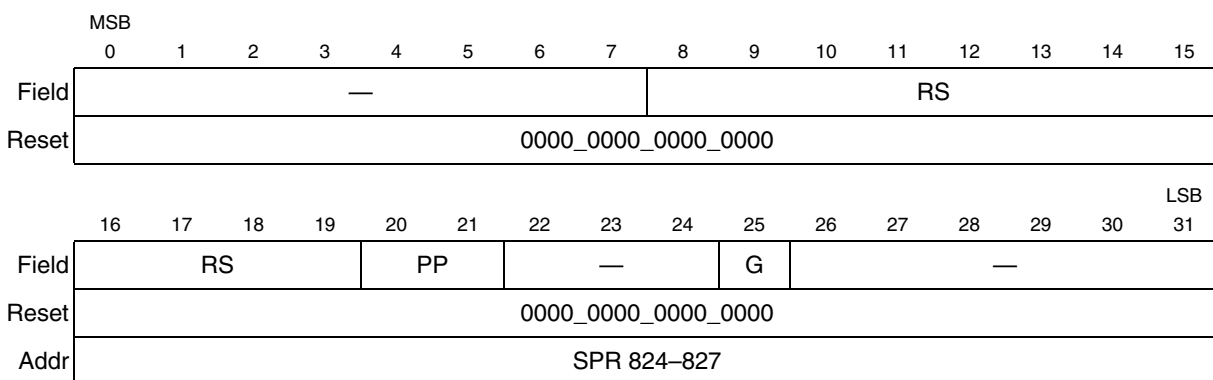 MSB
0 1 2 3 4 5 6 7 8 9 10 11 12 13 14 15
Field — RS
Reset 0000_0000_0000_0000
LSB
16 17 18 19 20 21 22 23 24 25 26 27 28 29 30 31
Field RS PP — G —
Reset 0000_0000_0000_0000
Addr SPR 824–827